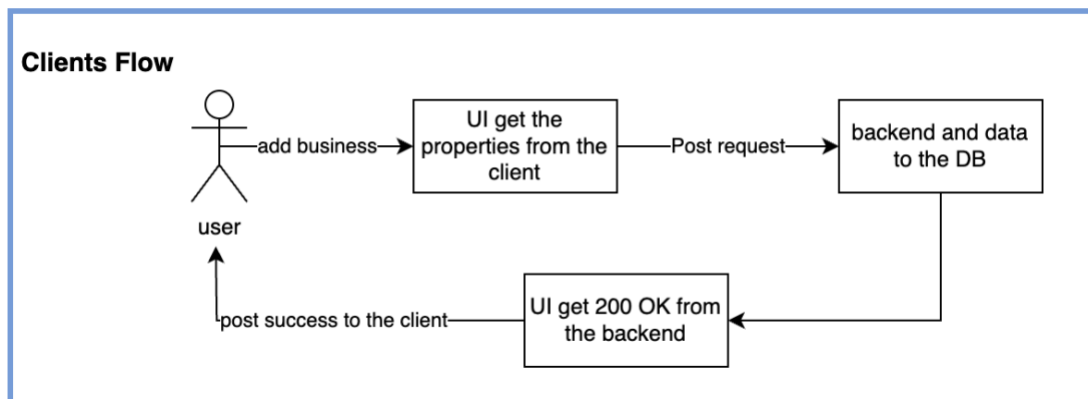 Clients Flow
add business
UI get the
properties from the
client
Post request
backend and data
to the DB
user
post success to the client
UI get 200 OK from
the backend